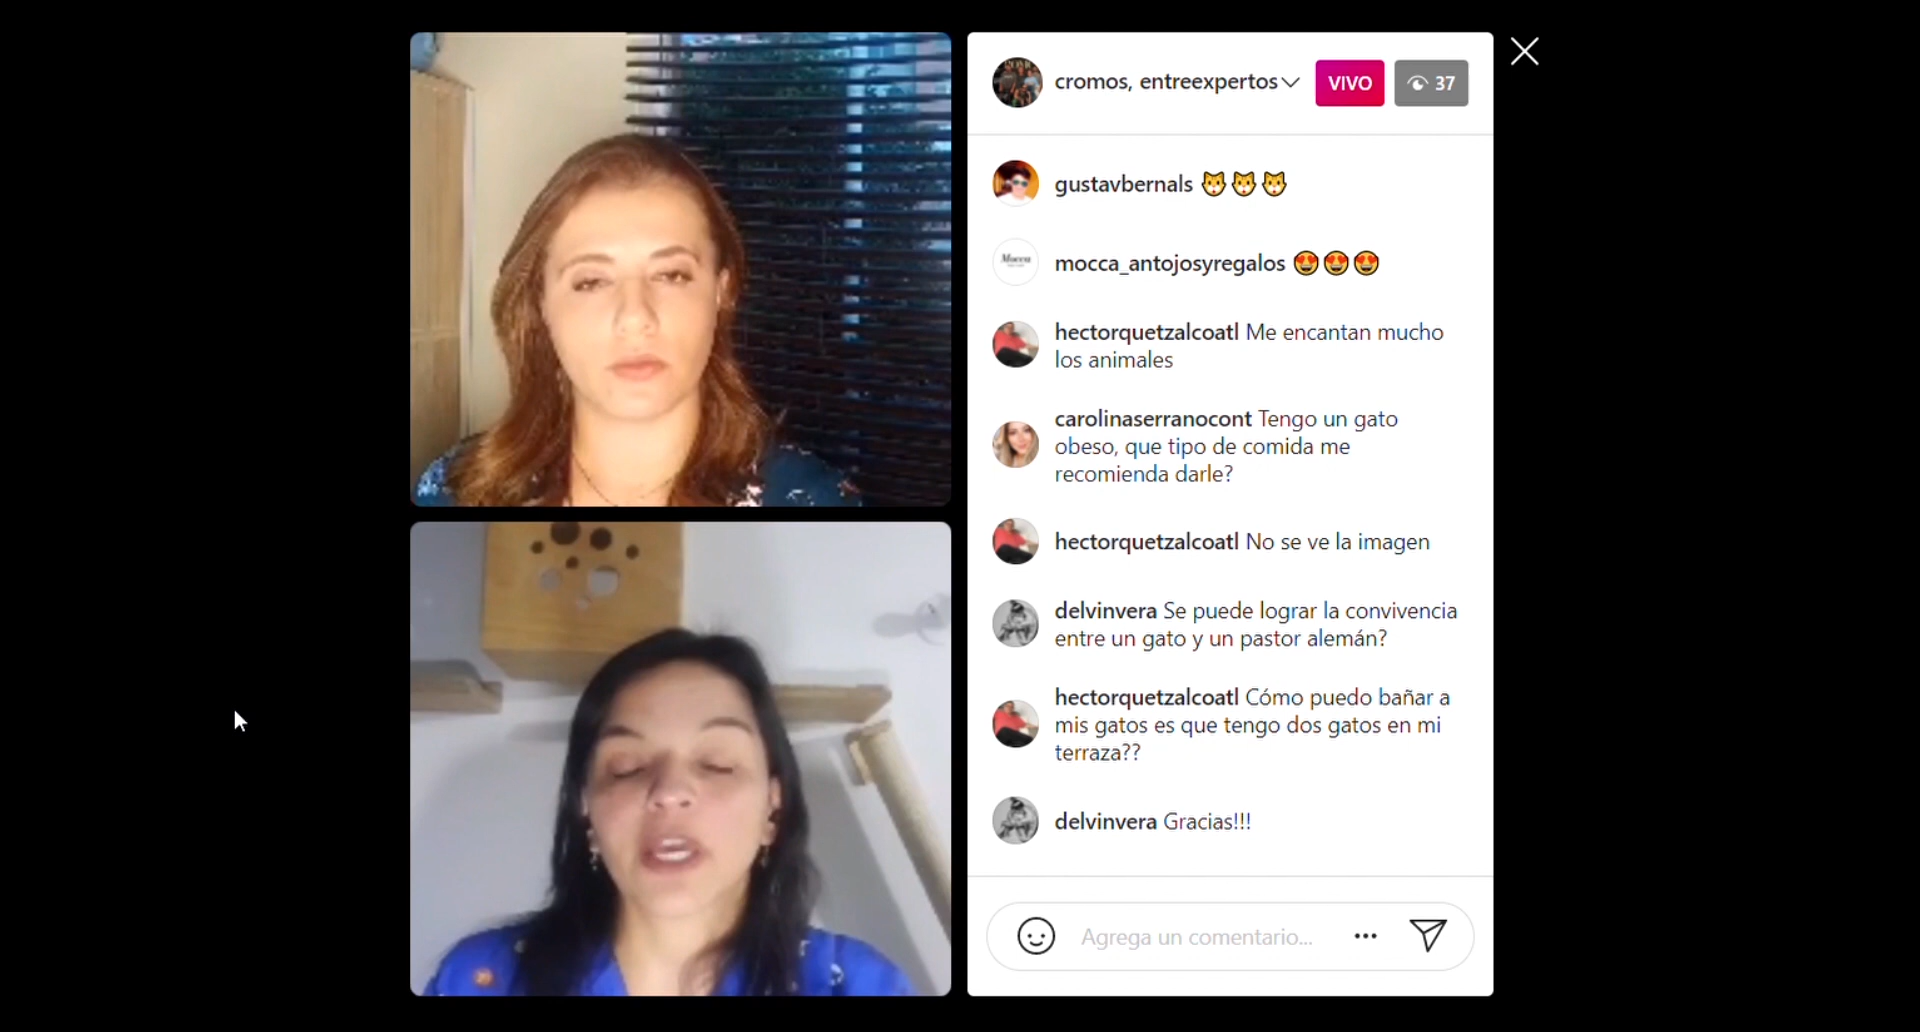 cromos, entreexpertos
VIVO
37
gustavbernals 🐱🐱🐱
mocca_antojosyregalos 😍😍😍
hectorquetzalcoatl Me encantan mucho
los animales
carolinaserranocont Tengo un gato
obeso, que tipo de comida me
recomienda darle?
hectorquetzalcoatl No se ve la imagen
delvinvera Se puede lograr la convivencia
entre un gato y un pastor alemán?
hectorquetzalcoatl Cómo puedo bañar a
mis gatos es que tengo dos gatos en mi
terraza??
delvinvera Gracias!!!
Agrega un comentario...